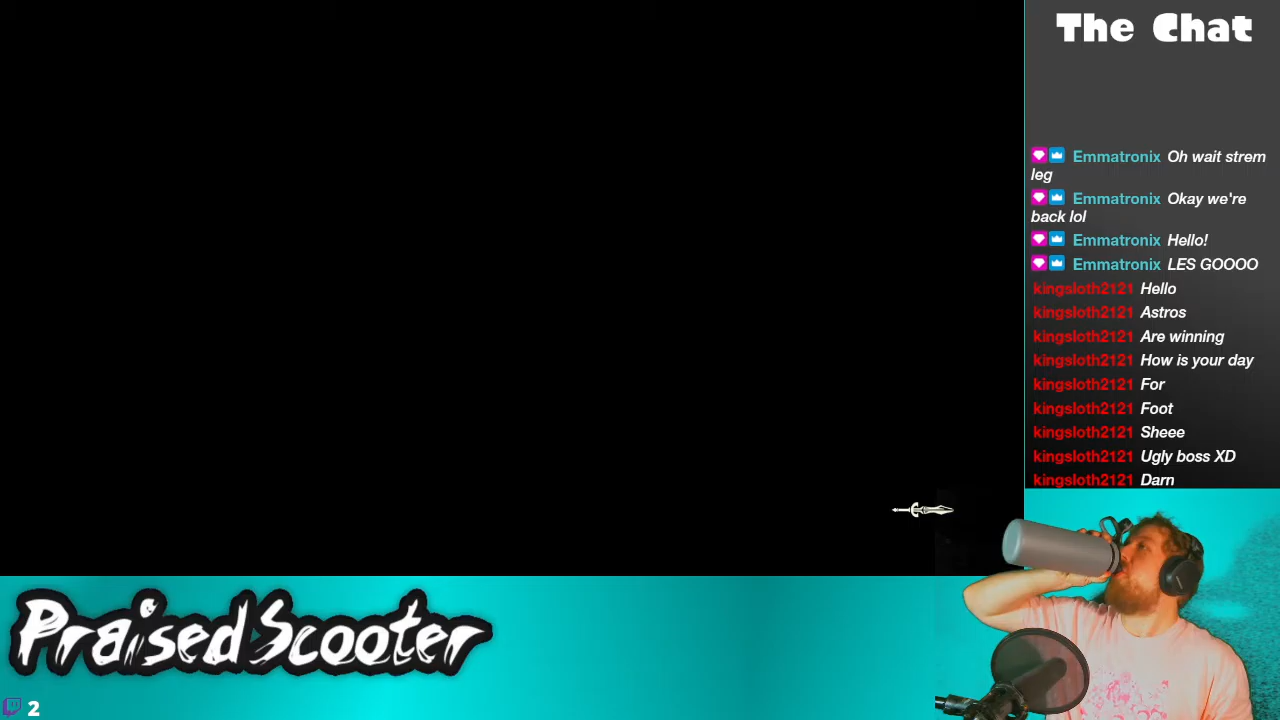 The Chat
Emmatronix Oh wait strem
leg
Emmatronix Okay we're
back lol
Emmatronix Hello!
Emmatronix LES GOOOO
kingsloth2121 Hello
kingsloth2121 Astros
kingsloth2121 Are winning
kingsloth2121 How is your day
kingsloth2121 For
kingsloth2121 Foot
kingsloth2121 Sheee
kingsloth2121 Ugly boss XD
kingsloth2121 Darn
PraisedScooter
2